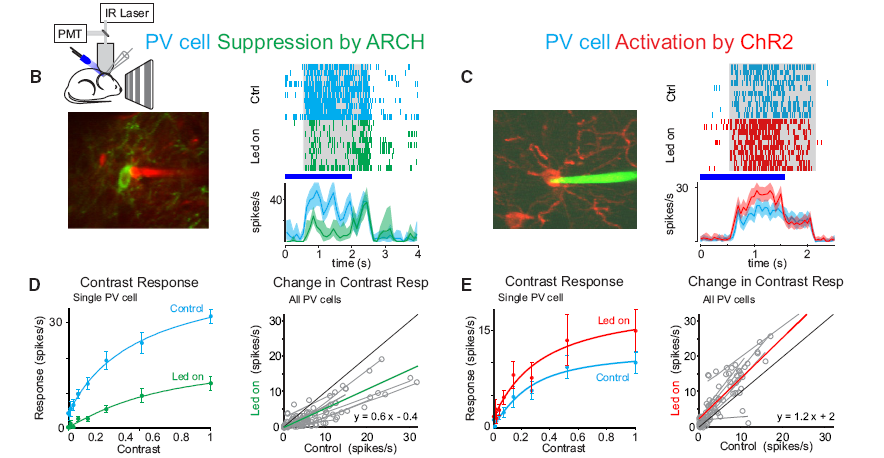 IR Laser
PMT
PV cell Suppression by ARCH
PV cell Activation by ChR2
B
Ctrl
Led on
40
spikes/s
0 1 2 3 4
time (s)
C
Ctrl
Led on
30
spikes/s
0.0 1.0 2.0
time (s)
D
Contrast Response
Single PV cell
Control
Led on
30
0
Response (spikes/s)
0 0.2 0.4 0.6 0.8 1
Contrast
Change in Contrast Resp
All PV cells
30
20
10
0
Led on (spikes/s)
y = 0.6 x - 0.4
0 10 20 30
Control (spikes/s)
E
Contrast Response
Single PV cell
Led on
Control
15
0
Response (spikes/s)
0 0.2 0.4 0.6 0.8 1
Contrast
Change in Contrast Resp
All PV cells
30
20
10
0
Led on (spikes/s)
y = 1.2 x + 2
0 10 20 30
Control (spikes/s)